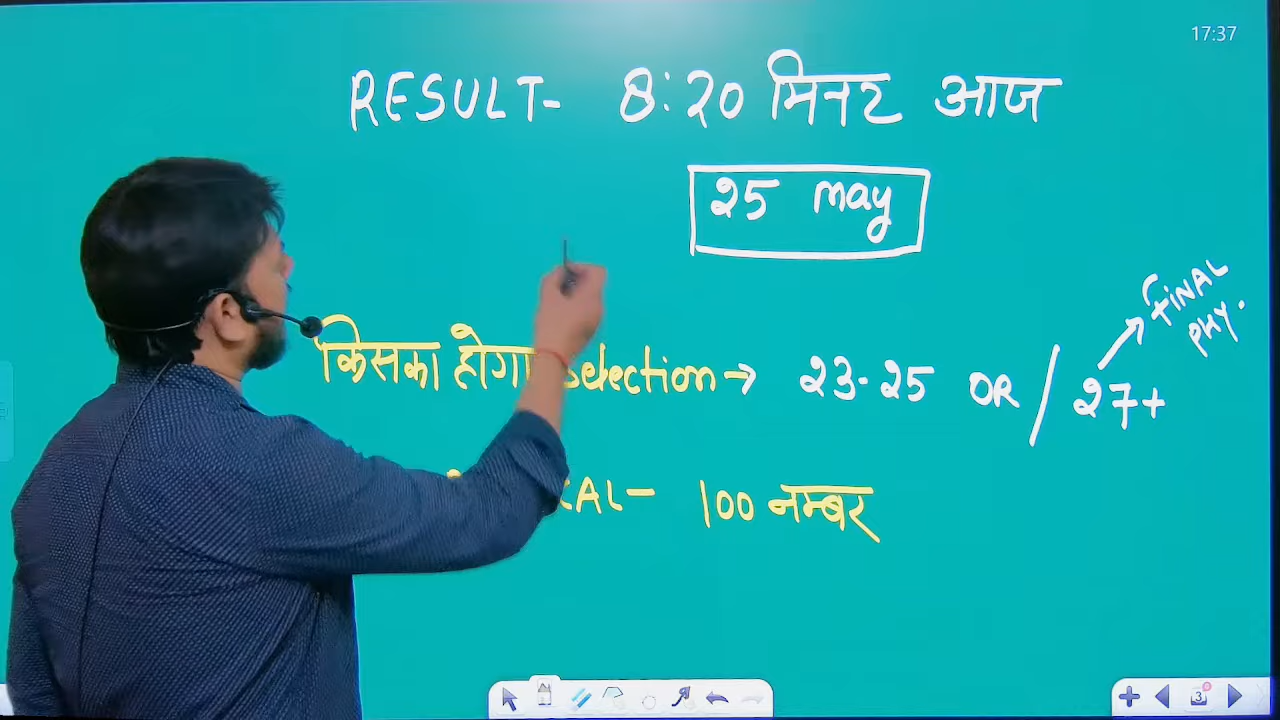 17:37
RESULT- 8:20 मिनट आज
25 may
FINAL
PHY.
किसका होगा selection → 23-25 OR / 27+
CAL- 100 नम्बर
3